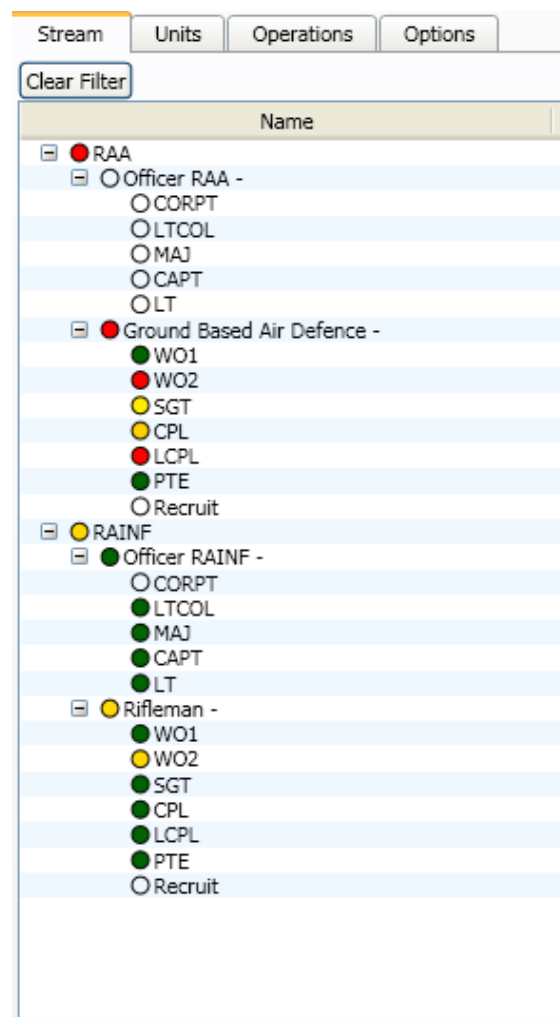 Stream Units Operations Options
Clear Filter
Name
RAA
Officer RAA -
CORPT
LTCOL
MAJ
CAPT
LT
Ground Based Air Defence -
WO1
WO2
SGT
CPL
LCPL
PTE
Recruit
RAINF
Officer RAINF -
CORPT
LTCOL
MAJ
CAPT
LT
Rifleman -
WO1
WO2
SGT
CPL
LCPL
PTE
Recruit